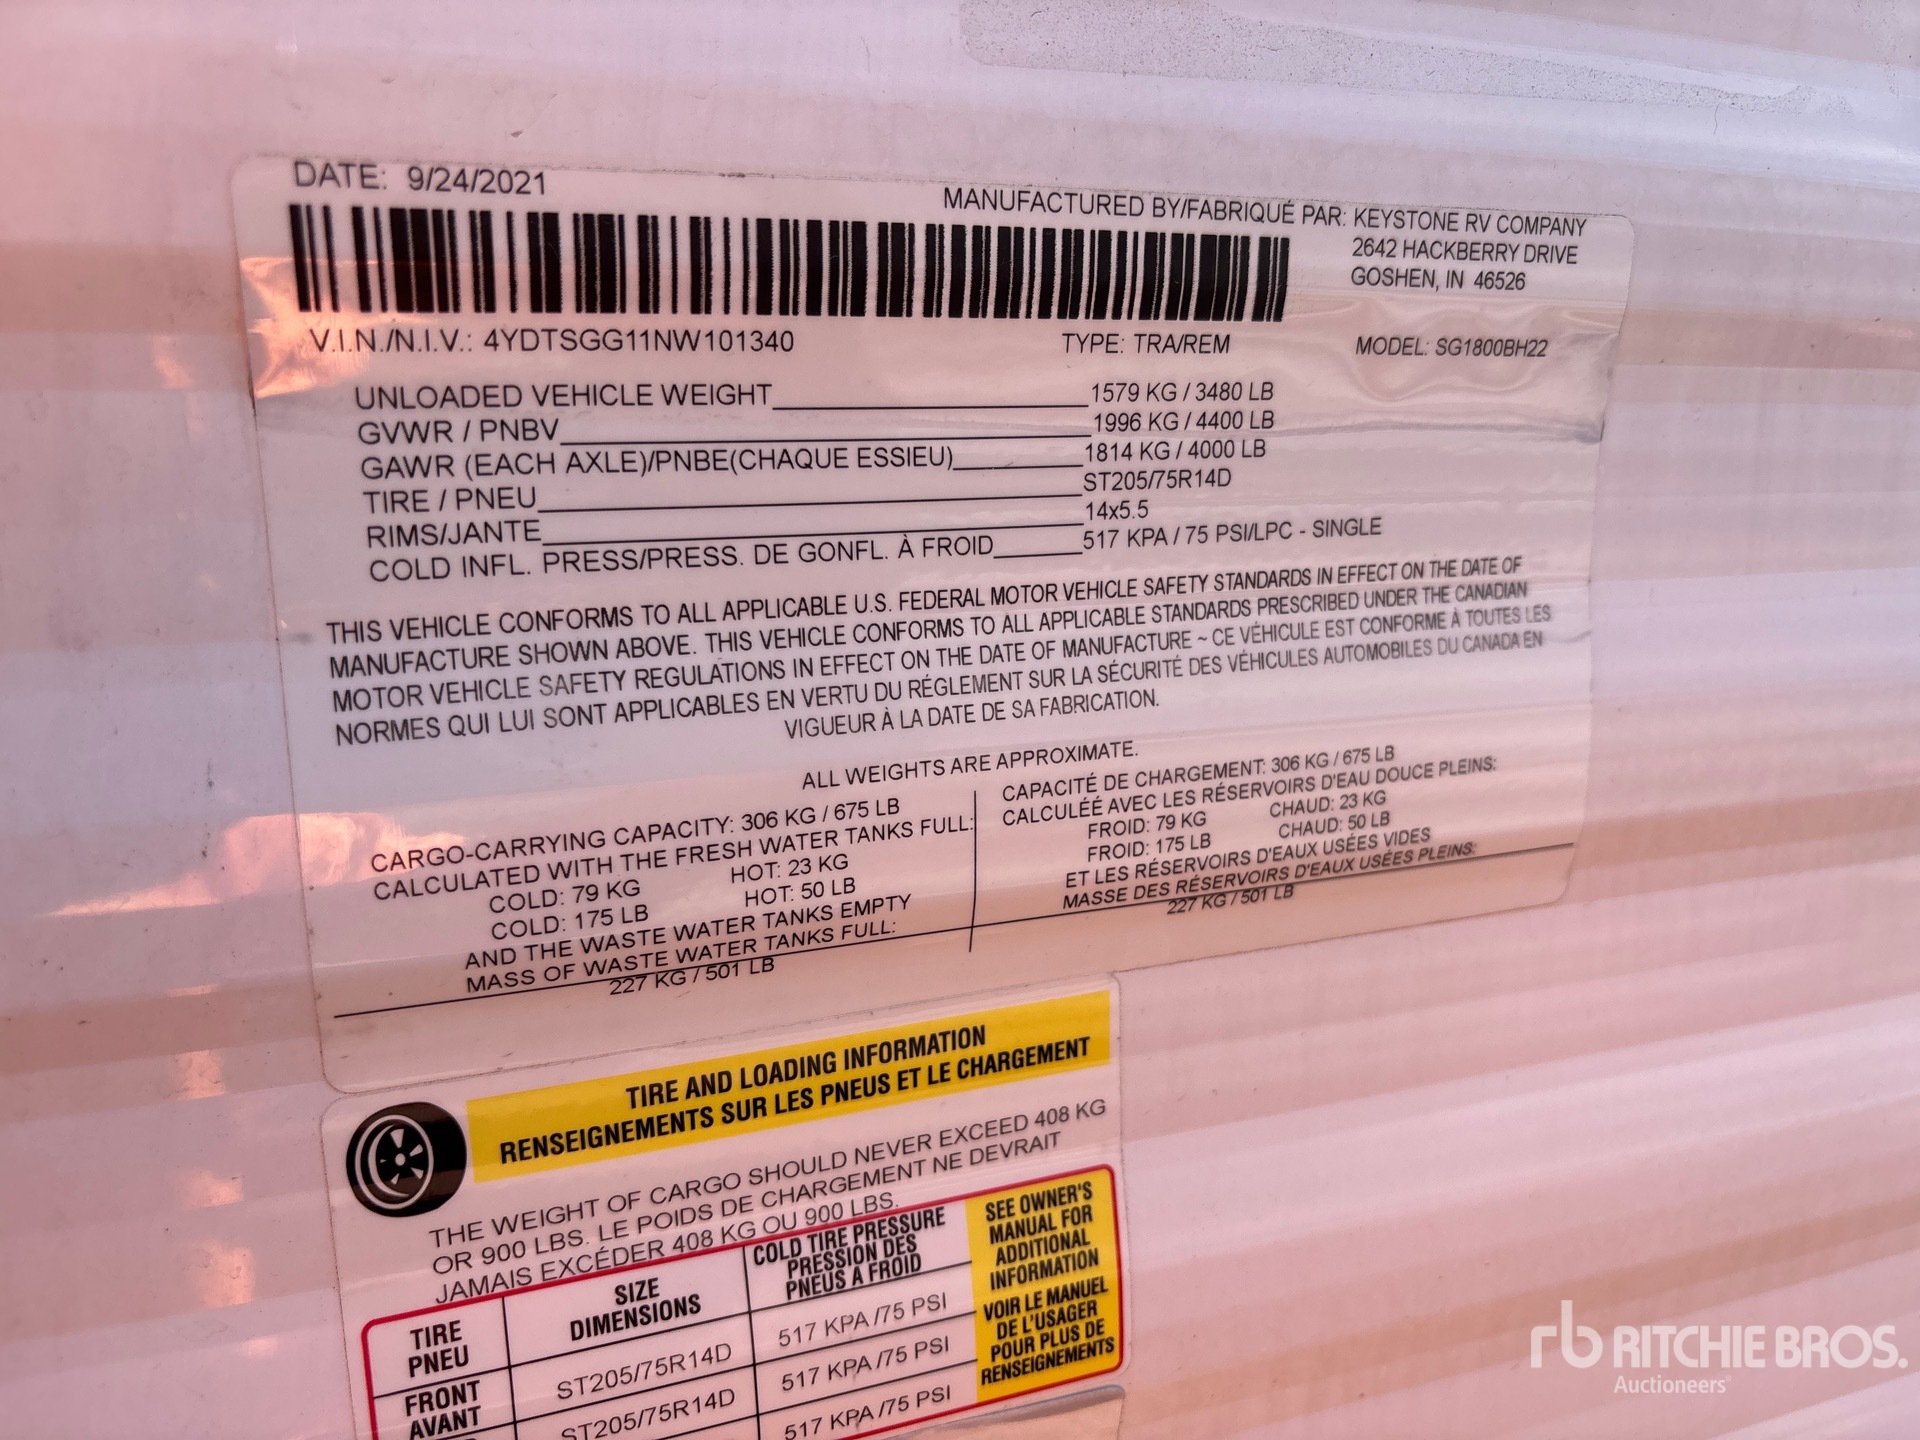 DATE: 9/24/2021
MANUFACTURED BY/FABRIQUÉ PAR: KEYSTONE RV COMPANY
2642 HACKBERRY DRIVE
GOSHEN, IN 46526
V.I.N./N.I.V.: 4YDTSGG11NW101340 TYPE: TRA/REM MODEL: SG1800BH22
UNLOADED VEHICLE WEIGHT 1579 KG / 3480 LB
GVWR / PNBV 1996 KG / 4400 LB
GAWR (EACH AXLE)/PNBE(CHAQUE ESSIEU) 1814 KG / 4000 LB
TIRE / PNEU ST205/75R14D
RIMS/JANTE 14x5.5
COLD INFL. PRESS/PRESS. DE GONFL. À FROID 517 KPA / 75 PSI/LPC - SINGLE
THIS VEHICLE CONFORMS TO ALL APPLICABLE U.S. FEDERAL MOTOR VEHICLE SAFETY STANDARDS IN EFFECT ON THE DATE OF
MANUFACTURE SHOWN ABOVE. THIS VEHICLE CONFORMS TO ALL APPLICABLE STANDARDS PRESCRIBED UNDER THE CANADIAN
MOTOR VEHICLE SAFETY REGULATIONS IN EFFECT ON THE DATE OF MANUFACTURE ~ CE VÉHICULE EST CONFORME À TOUTES LES
NORMES QUI LUI SONT APPLICABLES EN VERTU DU RÉGLEMENT SUR LA SÉCURITÉ DES VÉHICULES AUTOMOBILES DU CANADA EN
VIGUEUR À LA DATE DE SA FABRICATION.
ALL WEIGHTS ARE APPROXIMATE.
CARGO-CARRYING CAPACITY: 306 KG / 675 LB
CALCULATED WITH THE FRESH WATER TANKS FULL:
COLD: 79 KG HOT: 23 KG
COLD: 175 LB HOT: 50 LB
AND THE WASTE WATER TANKS EMPTY
MASS OF WASTE WATER TANKS FULL:
227 KG / 501 LB
CAPACITÉ DE CHARGEMENT: 306 KG / 675 LB
CALCULÉÉ AVEC LES RÉSERVOIRS D'EAU DOUCE PLEINS:
FROID: 79 KG CHAUD: 23 KG
FROID: 175 LB CHAUD: 50 LB
ET LES RÉSERVOIRS D'EAUX USÉES VIDES
MASSE DES RÉSERVOIRS D'EAUX USÉES PLEINS:
227 KG / 501 LB
TIRE AND LOADING INFORMATION
RENSEIGNEMENTS SUR LES PNEUS ET LE CHARGEMENT
THE WEIGHT OF CARGO SHOULD NEVER EXCEED 408 KG
OR 900 LBS. LE POIDS DE CHARGEMENT NE DEVRAIT
JAMAIS EXCÉDER 408 KG OU 900 LBS.
TIRE
PNEU
SIZE
DIMENSIONS
COLD TIRE PRESSURE
PRESSION DES
PNEUS A FROID
FRONT
AVANT
ST205/75R14D 517 KPA /75 PSI
ST205/75R14D 517 KPA /75 PSI
517 KPA /75 PSI
SEE OWNER'S
MANUAL FOR
ADDITIONAL
INFORMATION
VOIR LE MANUEL
DE L'USAGER
POUR PLUS DE
RENSEIGNEMENTS
rb RITCHIE BROS.
Auctioneers